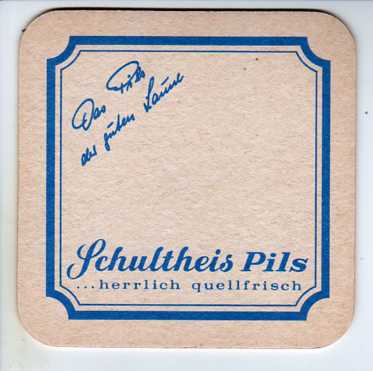 Das Pils
der guten Laune
Schultheis Pils
...herrlich quellfrisch